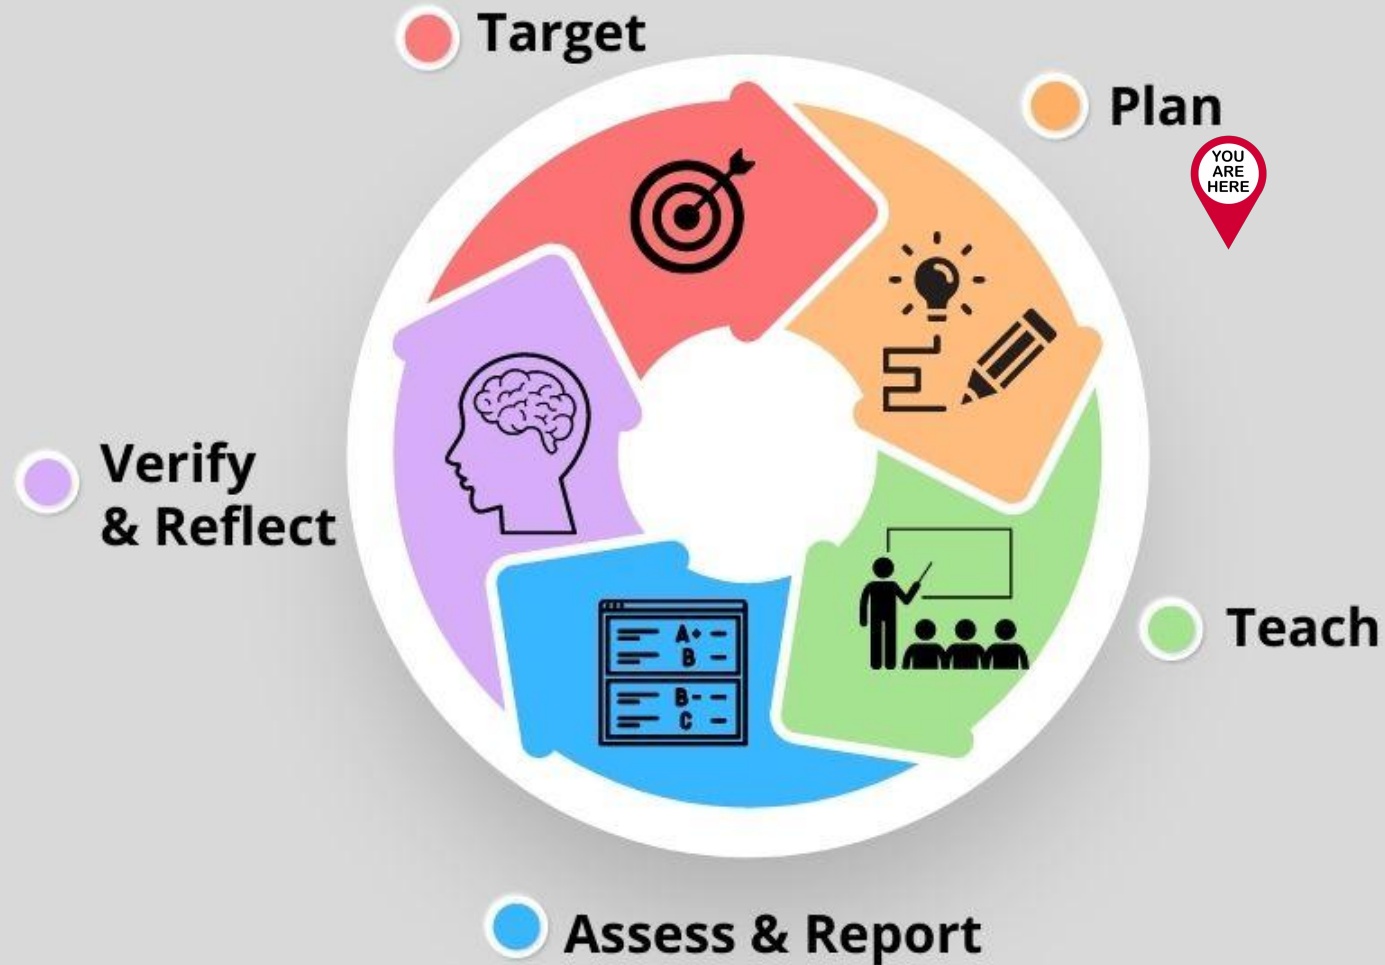 Target
Plan
YOU
ARE
HERE
Verify
& Reflect
A+
B
B-
C
Teach
Assess & Report